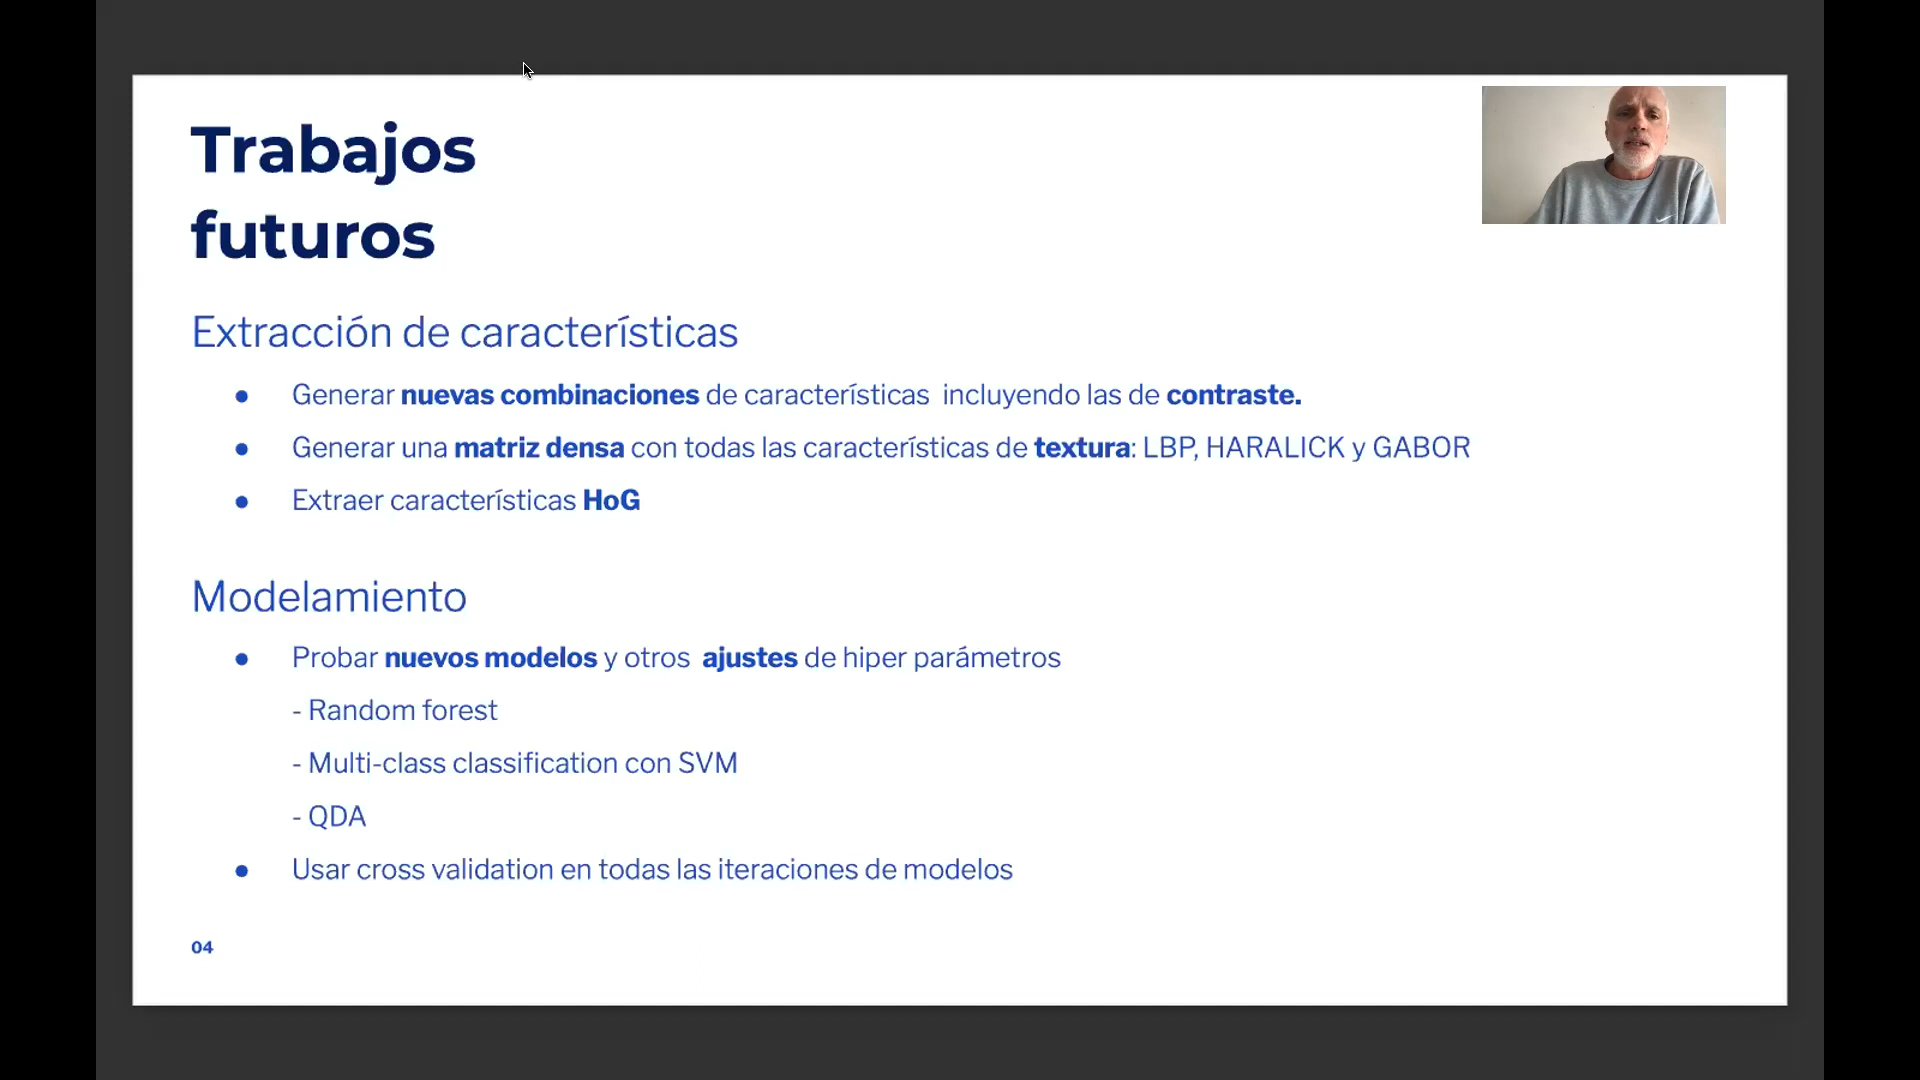 Trabajos
futuros
Extracción de características
● Generar nuevas combinaciones de características incluyendo las de contraste.
● Generar una matriz densa con todas las características de textura: LBP, HARALICK y GABOR
● Extraer características HoG
Modelamiento
● Probar nuevos modelos y otros ajustes de hiper parámetros
- Random forest
- Multi-class classification con SVM
- QDA
● Usar cross validation en todas las iteraciones de modelos
04